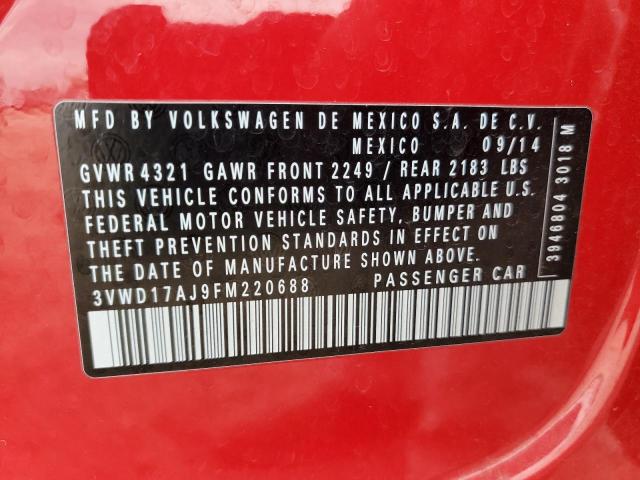 MFD BY VOLKSWAGEN DE MEXICO S.A. DE C.V.
MEXICO 09/14
GVWR 4321 GAWR FRONT 2249 / REAR 2183 LBS
THIS VEHICLE CONFORMS TO ALL APPLICABLE U.S.
FEDERAL MOTOR VEHICLE SAFETY, BUMPER AND
THEFT PREVENTION STANDARDS IN EFFECT ON
THE DATE OF MANUFACTURE SHOWN ABOVE.
3VWD17AJ9FM220688 PASSENGER CAR
3946804 3018 M